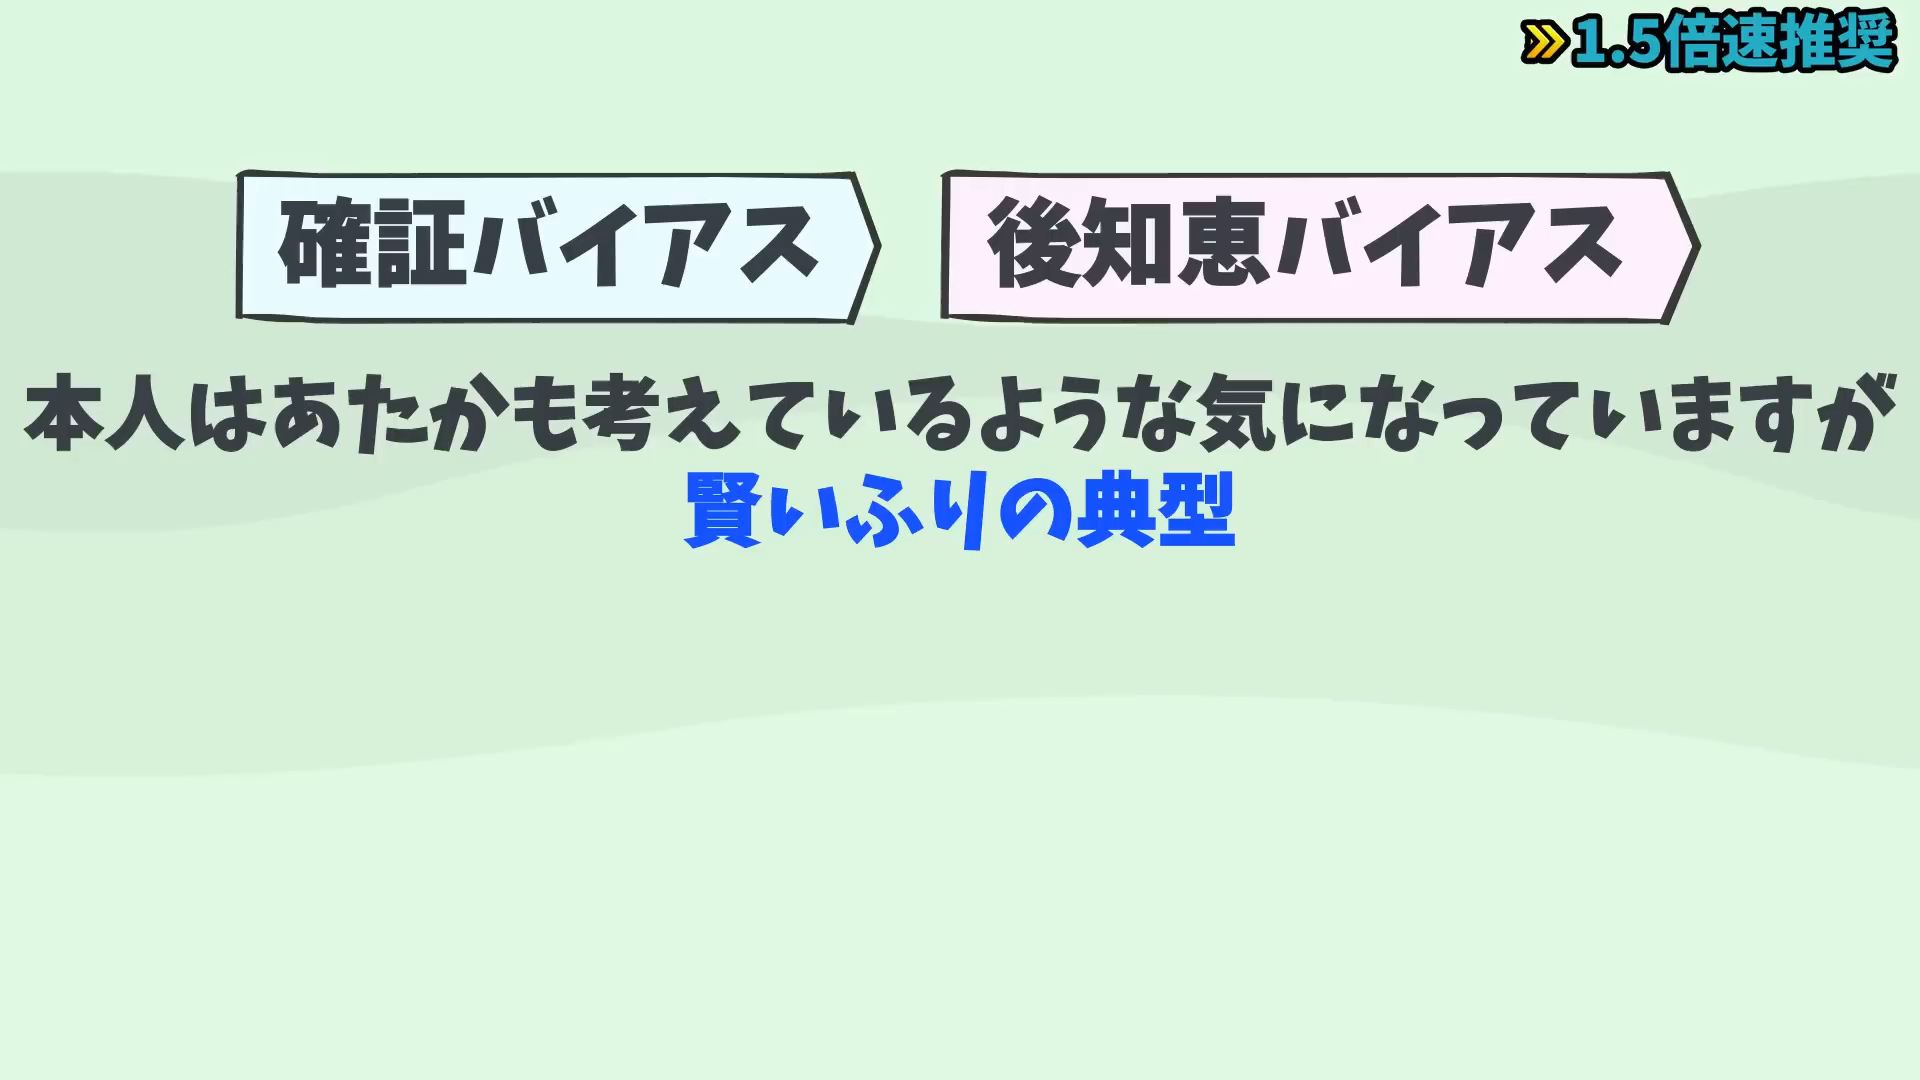 1.5倍速推奨
確証バイアス
後知恵バイアス
本人はあたかも考えているような気になっていますが
賢いふりの典型